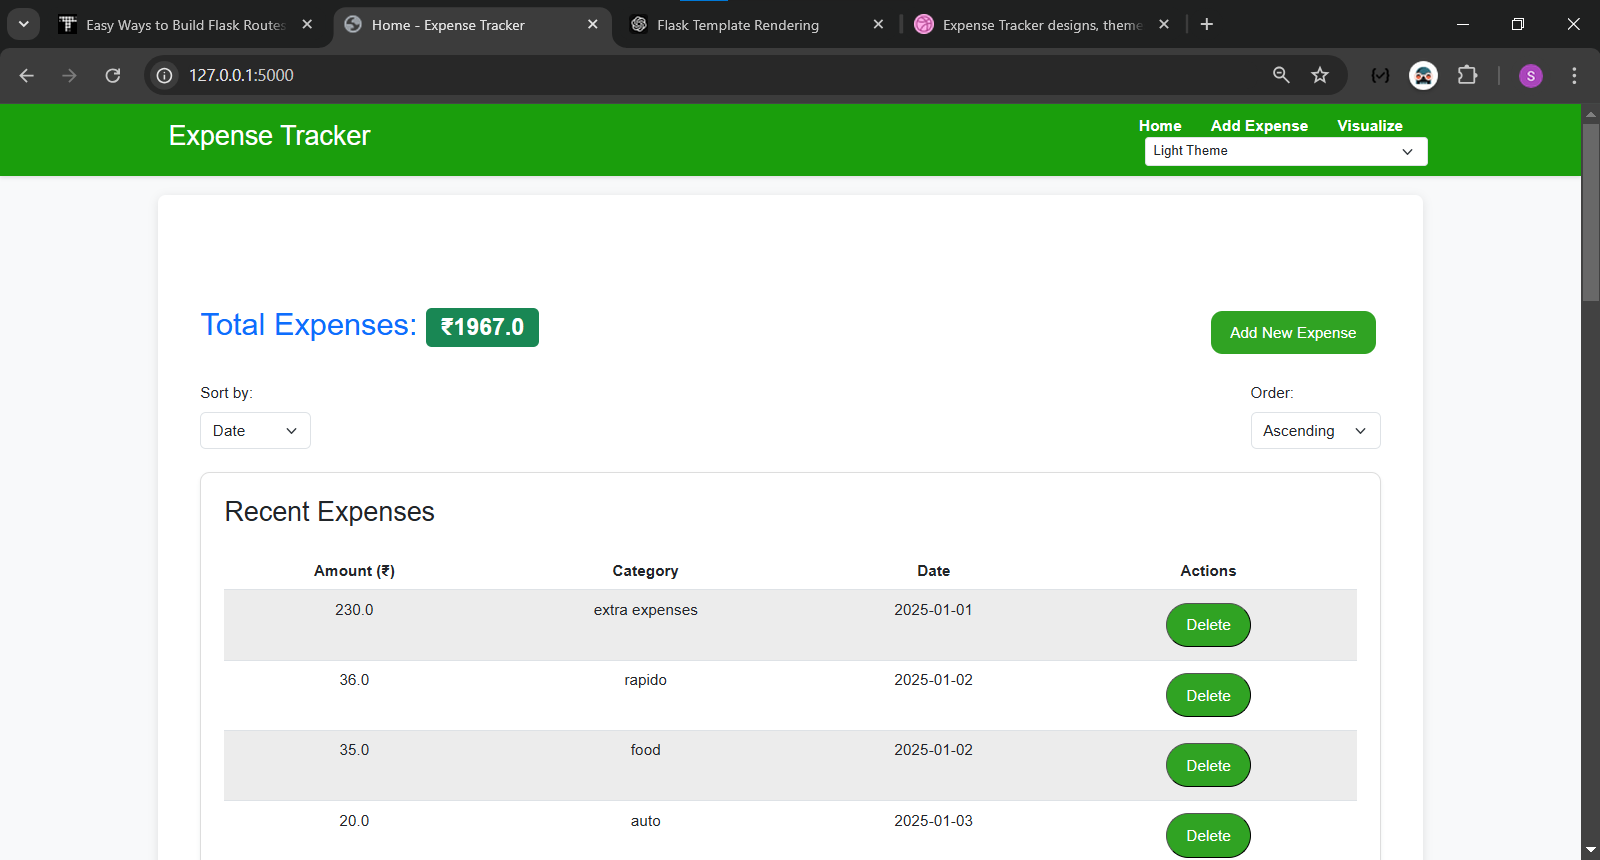 Easy Ways to Build Flask Routes
Home - Expense Tracker
Flask Template Rendering
Expense Tracker designs, theme
127.0.0.1:5000
S
Expense Tracker
Home Add Expense Visualize
Light Theme
Total Expenses: ₹1967.0
Add New Expense
Sort by:
Order:
Date
Ascending
Recent Expenses
Amount (₹) Category Date Actions
230.0 extra expenses 2025-01-01 Delete
36.0 rapido 2025-01-02 Delete
35.0 food 2025-01-02 Delete
20.0 auto 2025-01-03 Delete